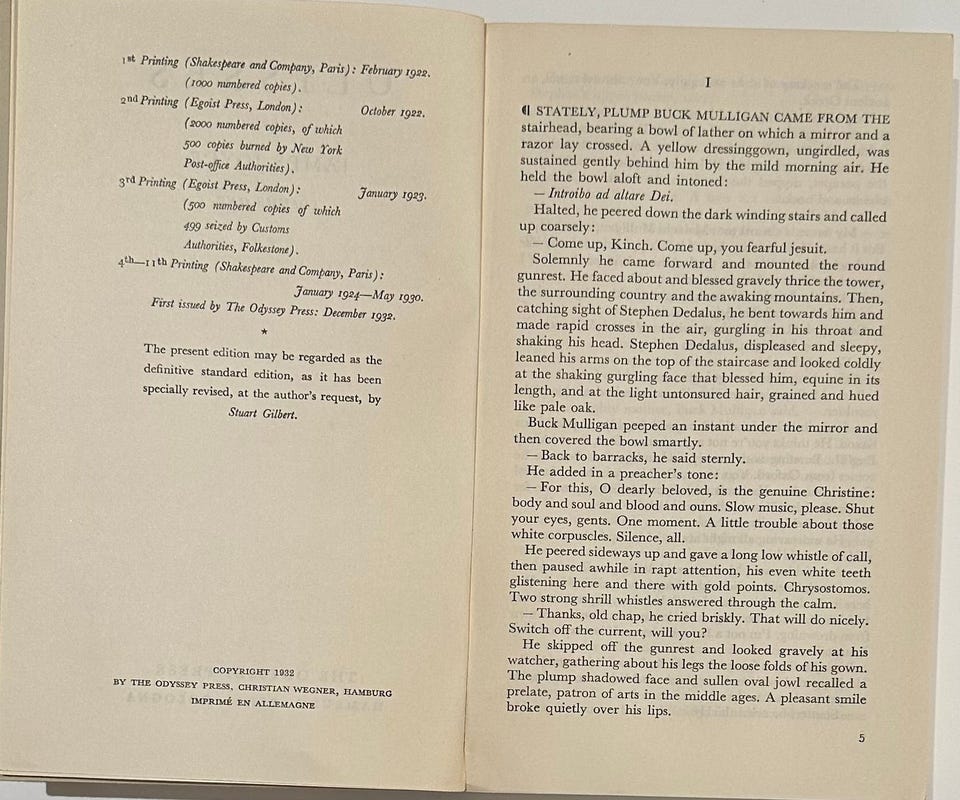 1st Printing (Shakespeare and Company, Paris): February 1922.
(1000 numbered copies).
2nd Printing (Egoist Press, London): October 1922.
(2000 numbered copies, of which
500 copies burned by New York
Post-office Authorities).
3rd Printing (Egoist Press, London): January 1923.
(500 numbered copies of which
499 seized by Customs
Authorities, Folkestone).
4th—11th Printing (Shakespeare and Company, Paris):
January 1924—May 1930.
First issued by The Odyssey Press: December 1932.
*
The present edition may be regarded as the
definitive standard edition, as it has been
specially revised, at the author's request, by
Stuart Gilbert.
COPYRIGHT 1932
BY THE ODYSSEY PRESS, CHRISTIAN WEGNER, HAMBURG
IMPRIMÉ EN ALLEMAGNE
I
¶ STATELY, PLUMP BUCK MULLIGAN CAME FROM THE
stairhead, bearing a bowl of lather on which a mirror and a
razor lay crossed. A yellow dressinggown, ungirdled, was
sustained gently behind him by the mild morning air. He
held the bowl aloft and intoned:
— Introibo ad altare Dei.
Halted, he peered down the dark winding stairs and called
up coarsely:
— Come up, Kinch. Come up, you fearful jesuit.
Solemnly he came forward and mounted the round
gunrest. He faced about and blessed gravely thrice the tower,
the surrounding country and the awaking mountains. Then,
catching sight of Stephen Dedalus, he bent towards him and
made rapid crosses in the air, gurgling in his throat and
shaking his head. Stephen Dedalus, displeased and sleepy,
leaned his arms on the top of the staircase and looked coldly
at the shaking gurgling face that blessed him, equine in its
length, and at the light untonsured hair, grained and hued
like pale oak.
Buck Mulligan peeped an instant under the mirror and
then covered the bowl smartly.
— Back to barracks, he said sternly.
He added in a preacher's tone:
— For this, O dearly beloved, is the genuine Christine:
body and soul and blood and ouns. Slow music, please. Shut
your eyes, gents. One moment. A little trouble about those
white corpuscles. Silence, all.
He peered sideways up and gave a long low whistle of call,
then paused awhile in rapt attention, his even white teeth
glistening here and there with gold points. Chrysostomos.
Two strong shrill whistles answered through the calm.
— Thanks, old chap, he cried briskly. That will do nicely.
Switch off the current, will you?
He skipped off the gunrest and looked gravely at his
watcher, gathering about his legs the loose folds of his gown.
The plump shadowed face and sullen oval jowl recalled a
prelate, patron of arts in the middle ages. A pleasant smile
broke quietly over his lips.
5